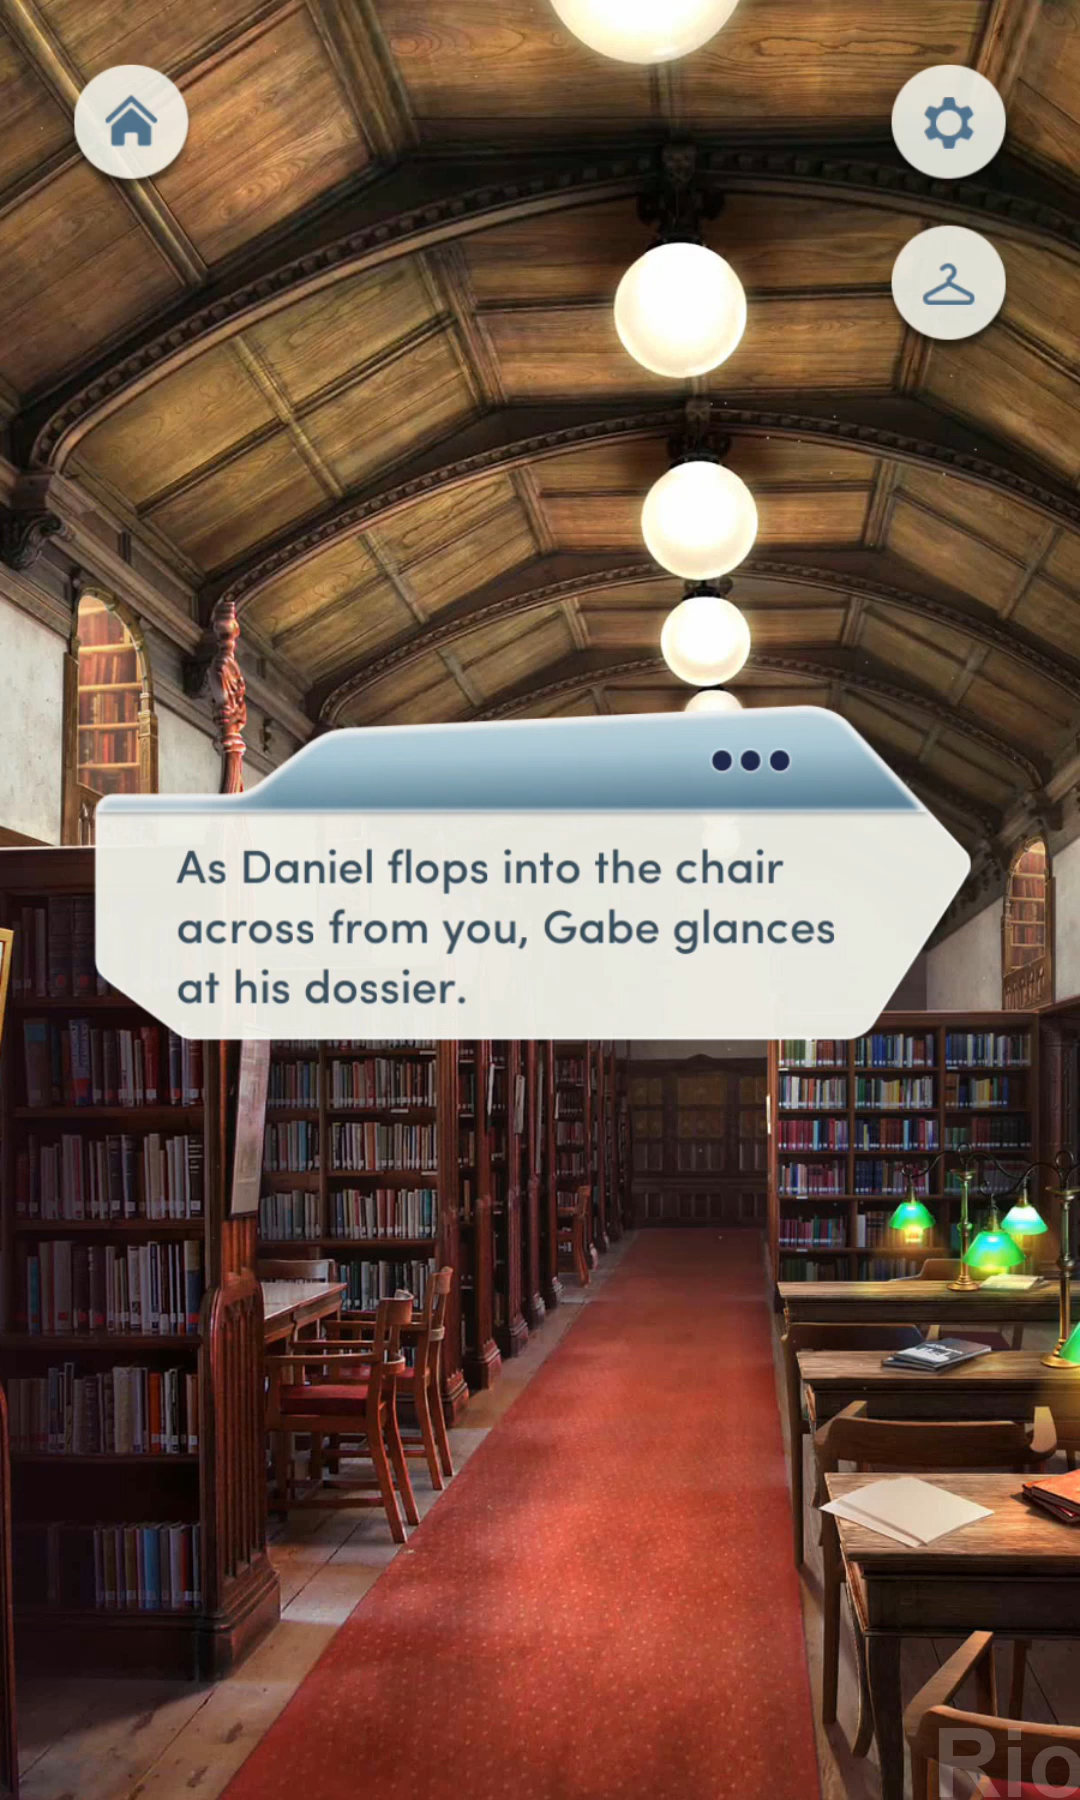 As Daniel flops into the chair
across from you, Gabe glances
at his dossier.
Rio